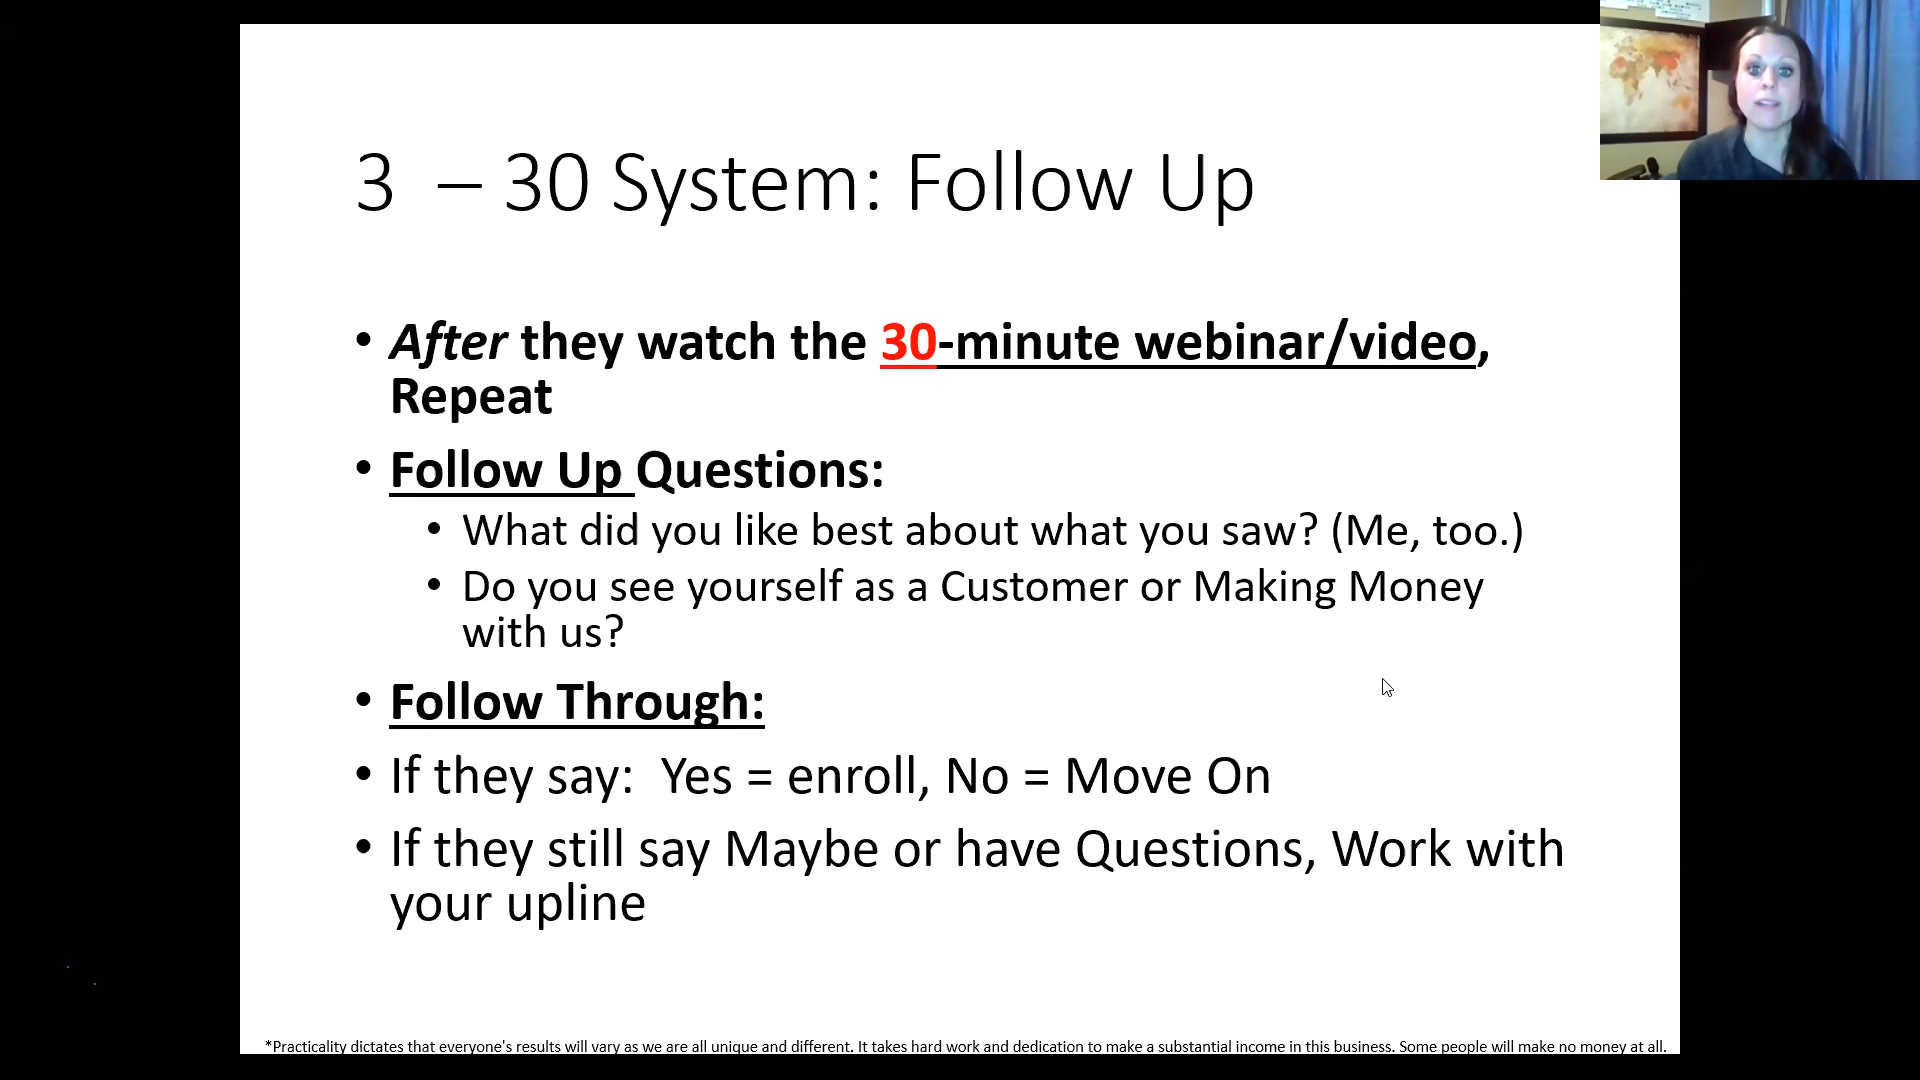 3 – 30 System: Follow Up
• After they watch the 30-minute webinar/video,
Repeat
• Follow Up Questions:
• What did you like best about what you saw? (Me, too.)
• Do you see yourself as a Customer or Making Money
with us?
• Follow Through:
• If they say: Yes = enroll, No = Move On
• If they still say Maybe or have Questions, Work with
your upline
*Practicality dictates that everyone's results will vary as we are all unique and different. It takes hard work and dedication to make a substantial income in this business. Some people will make no money at all.